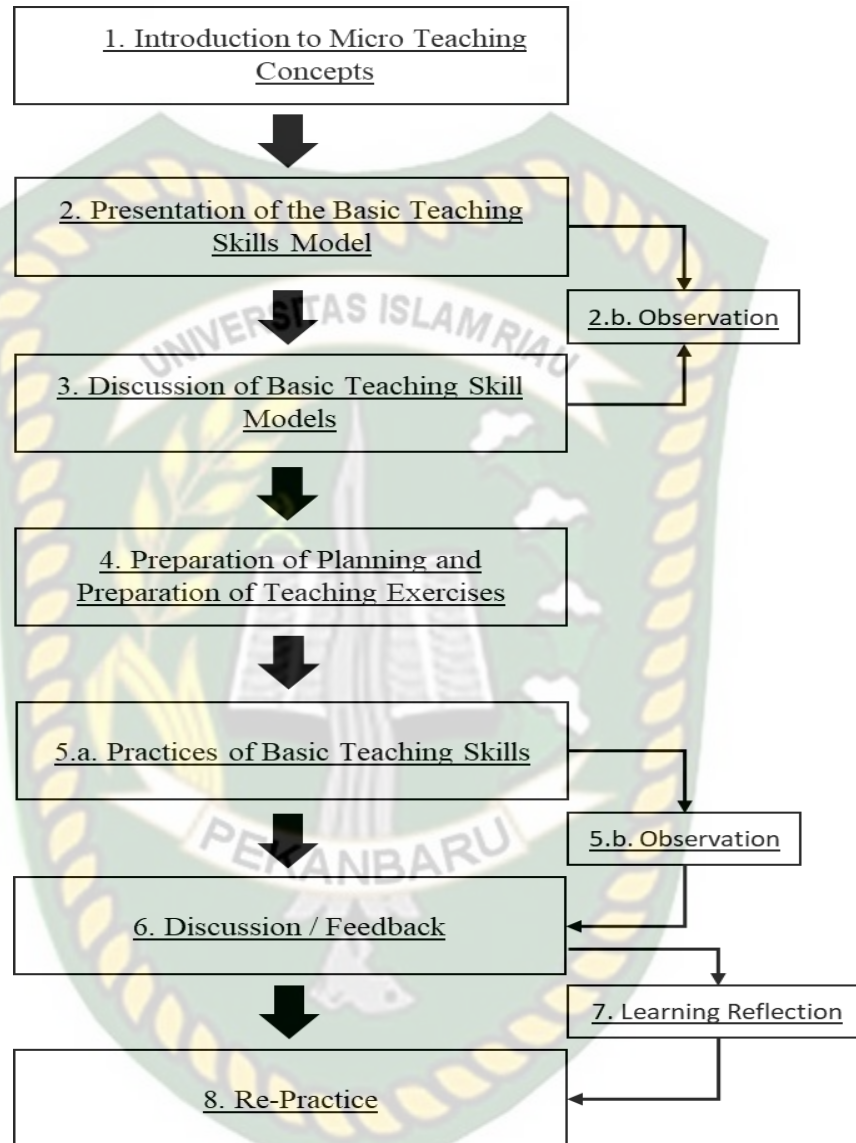 1. Introduction to Micro Teaching
Concepts
2. Presentation of the Basic Teaching
Skills Model
2.b. Observation
UNIVERSITAS ISLAM RIAU
3. Discussion of Basic Teaching Skill
Models
4. Preparation of Planning and
Preparation of Teaching Exercises
5.a. Practices of Basic Teaching Skills
5.b. Observation
PEKANBARU
6. Discussion / Feedback
7. Learning Reflection
8. Re-Practice